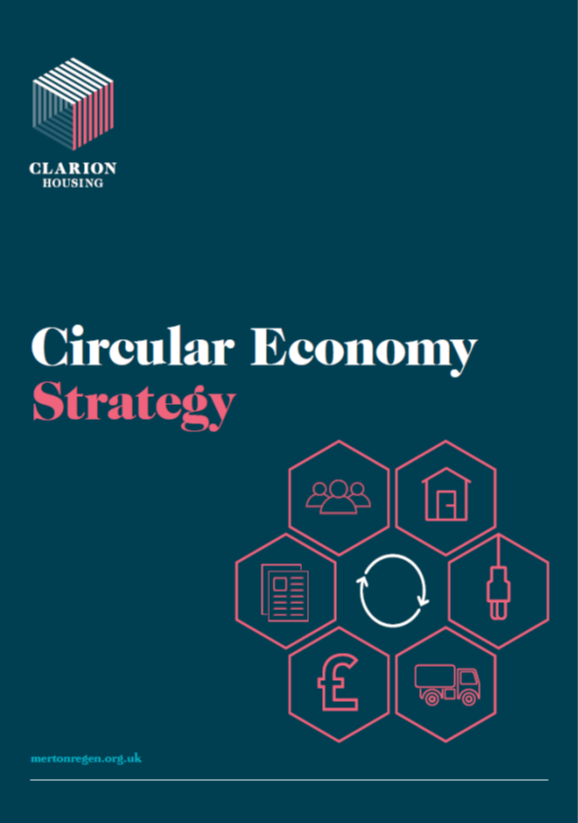 CLARION
HOUSING
Circular Economy
Strategy
£
mertonregen.org.uk